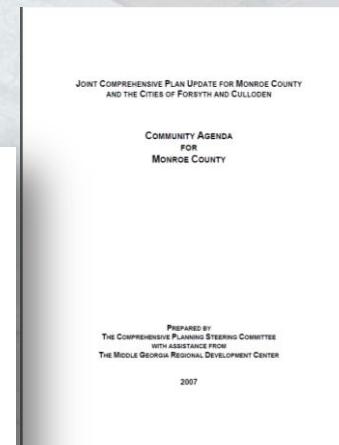 JOINT COMPREHENSIVE PLAN UPDATE FOR MONROE COUNTY
AND THE CITIES OF FORSYTH AND CULLODEN
COMMUNITY AGENDA
FOR
MONROE COUNTY
PREPARED BY
THE COMPREHENSIVE PLANNING STEERING COMMITTEE
WITH ASSISTANCE FROM
THE MIDDLE GEORGIA REGIONAL DEVELOPMENT CENTER
2007